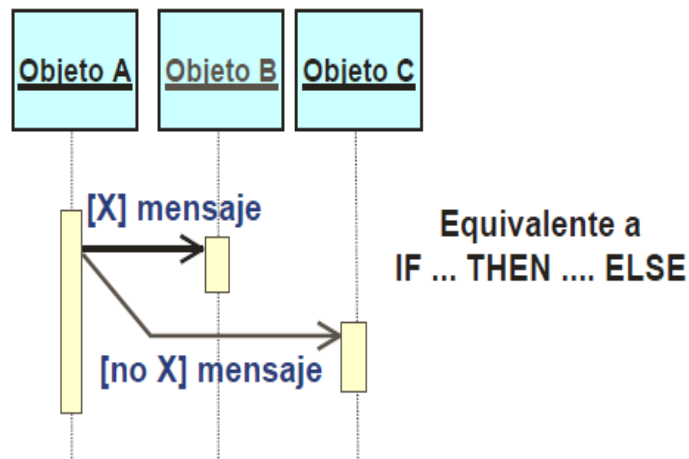 Objeto A
Objeto B
Objeto C
[X] mensaje
Equivalente a
IF ... THEN .... ELSE
[no X] mensaje